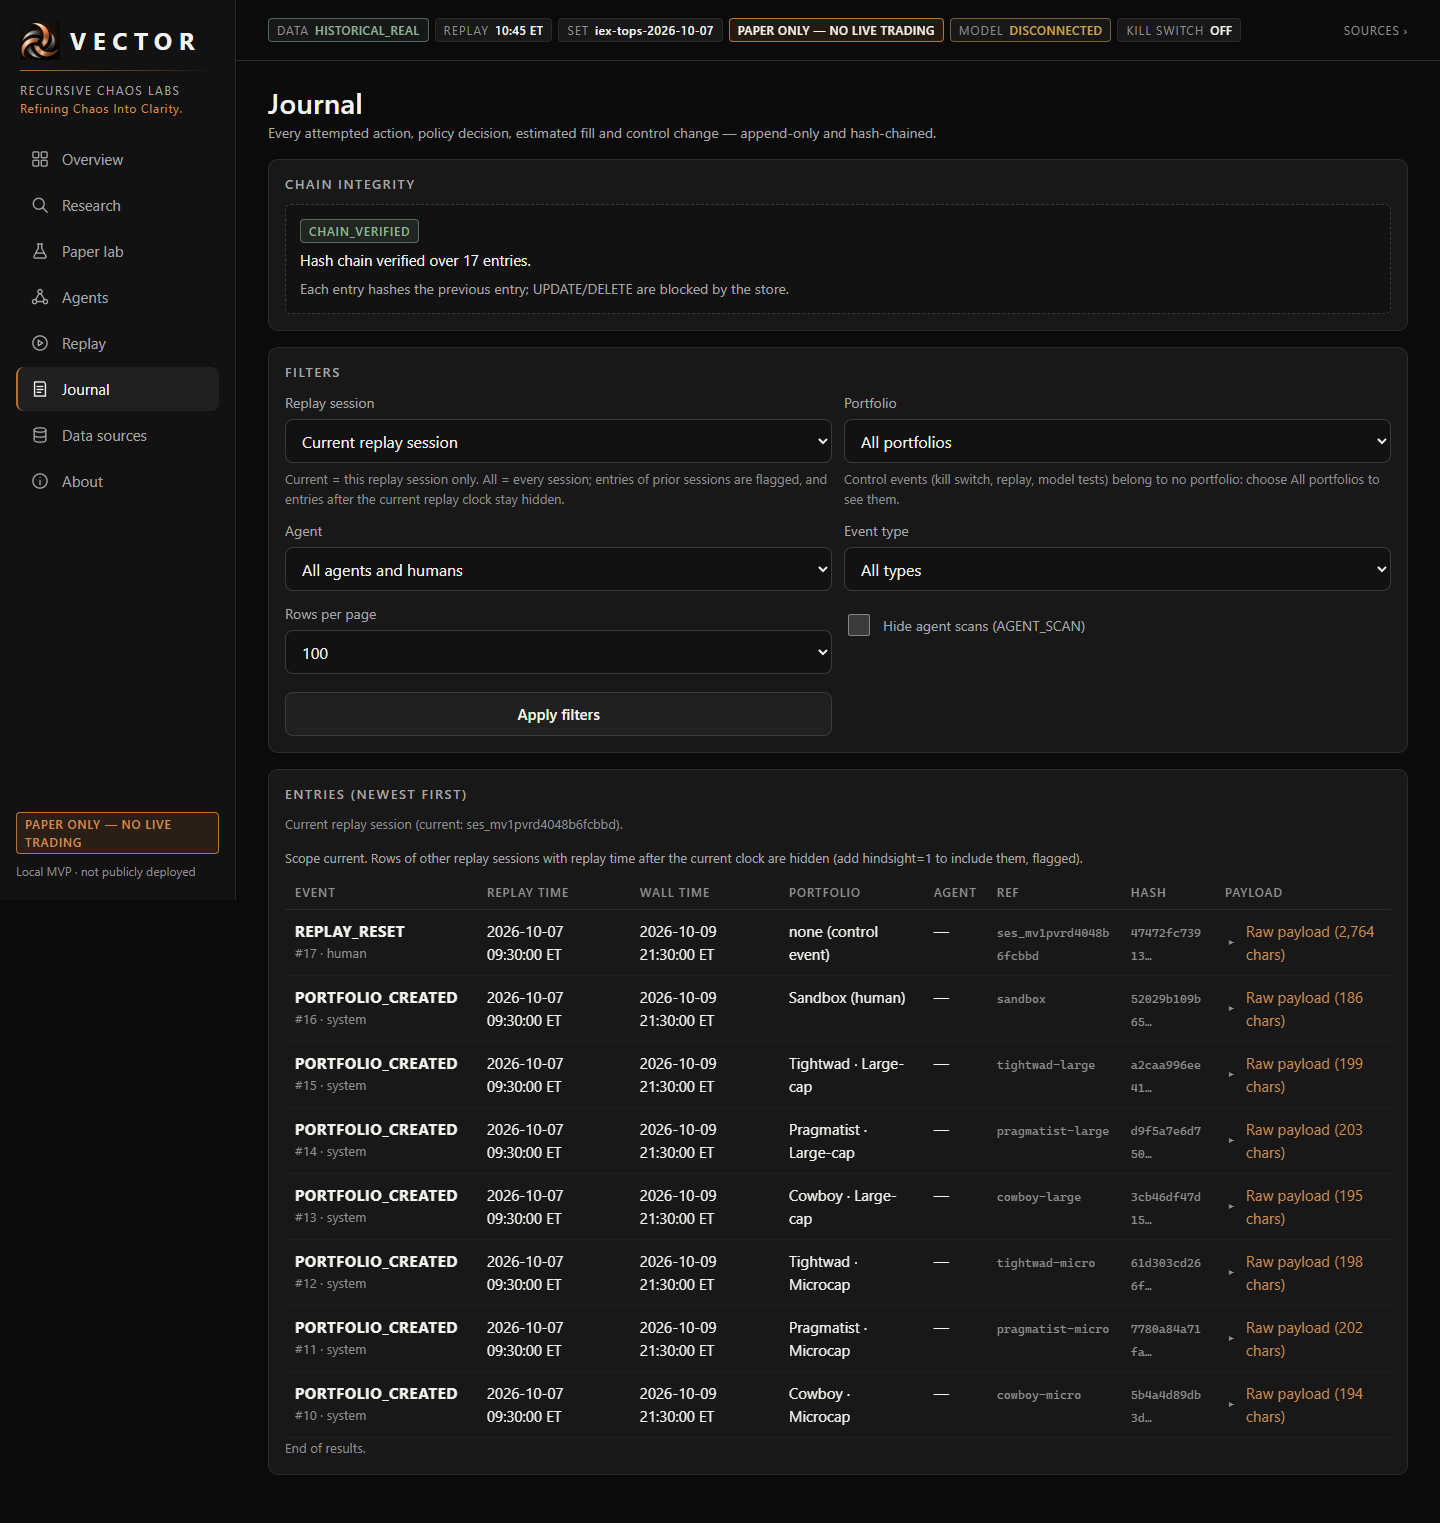 VECTOR
RECURSIVE CHAOS LABS
Refining Chaos Into Clarity.
Overview
Research
Paper lab
Agents
Replay
Journal
Data sources
About
PAPER ONLY — NO LIVE
TRADING
Local MVP · not publicly deployed
DATA HISTORICAL_REAL REPLAY 10:45 ET SET iex-tops-2026-10-07 PAPER ONLY — NO LIVE TRADING MODEL DISCONNECTED KILL SWITCH OFF SOURCES ›
Journal
Every attempted action, policy decision, estimated fill and control change — append-only and hash-chained.
CHAIN INTEGRITY
CHAIN_VERIFIED
Hash chain verified over 17 entries.
Each entry hashes the previous entry; UPDATE/DELETE are blocked by the store.
FILTERS
Replay session
Current replay session
Current = this replay session only. All = every session; entries of prior sessions are flagged, and
entries after the current replay clock stay hidden.
Portfolio
All portfolios
Control events (kill switch, replay, model tests) belong to no portfolio: choose All portfolios to
see them.
Agent
All agents and humans
Event type
All types
Rows per page
100
Hide agent scans (AGENT_SCAN)
Apply filters
ENTRIES (NEWEST FIRST)
Current replay session (current: ses_mv1pvrd4048b6fcbbd).
Scope current. Rows of other replay sessions with replay time after the current clock are hidden (add hindsight=1 to include them, flagged).
EVENT REPLAY TIME WALL TIME PORTFOLIO AGENT REF HASH PAYLOAD
REPLAY_RESET 2026-10-07 2026-10-09 none (control — ses_mv1pvrd4048b 47472fc739 ▸ Raw payload (2,764
#17 · human 09:30:00 ET 21:30:00 ET event) 6fcbbd 13… chars)
PORTFOLIO_CREATED 2026-10-07 2026-10-09 Sandbox (human) — sandbox 52029b109b ▸ Raw payload (186
#16 · system 09:30:00 ET 21:30:00 ET 65… chars)
PORTFOLIO_CREATED 2026-10-07 2026-10-09 Tightwad · Large- — tightwad-large a2caa996ee ▸ Raw payload (199
#15 · system 09:30:00 ET 21:30:00 ET cap 41… chars)
PORTFOLIO_CREATED 2026-10-07 2026-10-09 Pragmatist · — pragmatist-large d9f5a7e6d7 ▸ Raw payload (203
#14 · system 09:30:00 ET 21:30:00 ET Large-cap 50… chars)
PORTFOLIO_CREATED 2026-10-07 2026-10-09 Cowboy · Large- — cowboy-large 3cb46df47d ▸ Raw payload (195
#13 · system 09:30:00 ET 21:30:00 ET cap 15… chars)
PORTFOLIO_CREATED 2026-10-07 2026-10-09 Tightwad · — tightwad-micro 61d303cd26 ▸ Raw payload (198
#12 · system 09:30:00 ET 21:30:00 ET Microcap 6f… chars)
PORTFOLIO_CREATED 2026-10-07 2026-10-09 Pragmatist · — pragmatist-micro 7780a84a71 ▸ Raw payload (202
#11 · system 09:30:00 ET 21:30:00 ET Microcap fa… chars)
PORTFOLIO_CREATED 2026-10-07 2026-10-09 Cowboy · — cowboy-micro 5b4a4d89db ▸ Raw payload (194
#10 · system 09:30:00 ET 21:30:00 ET Microcap 3d… chars)
End of results.